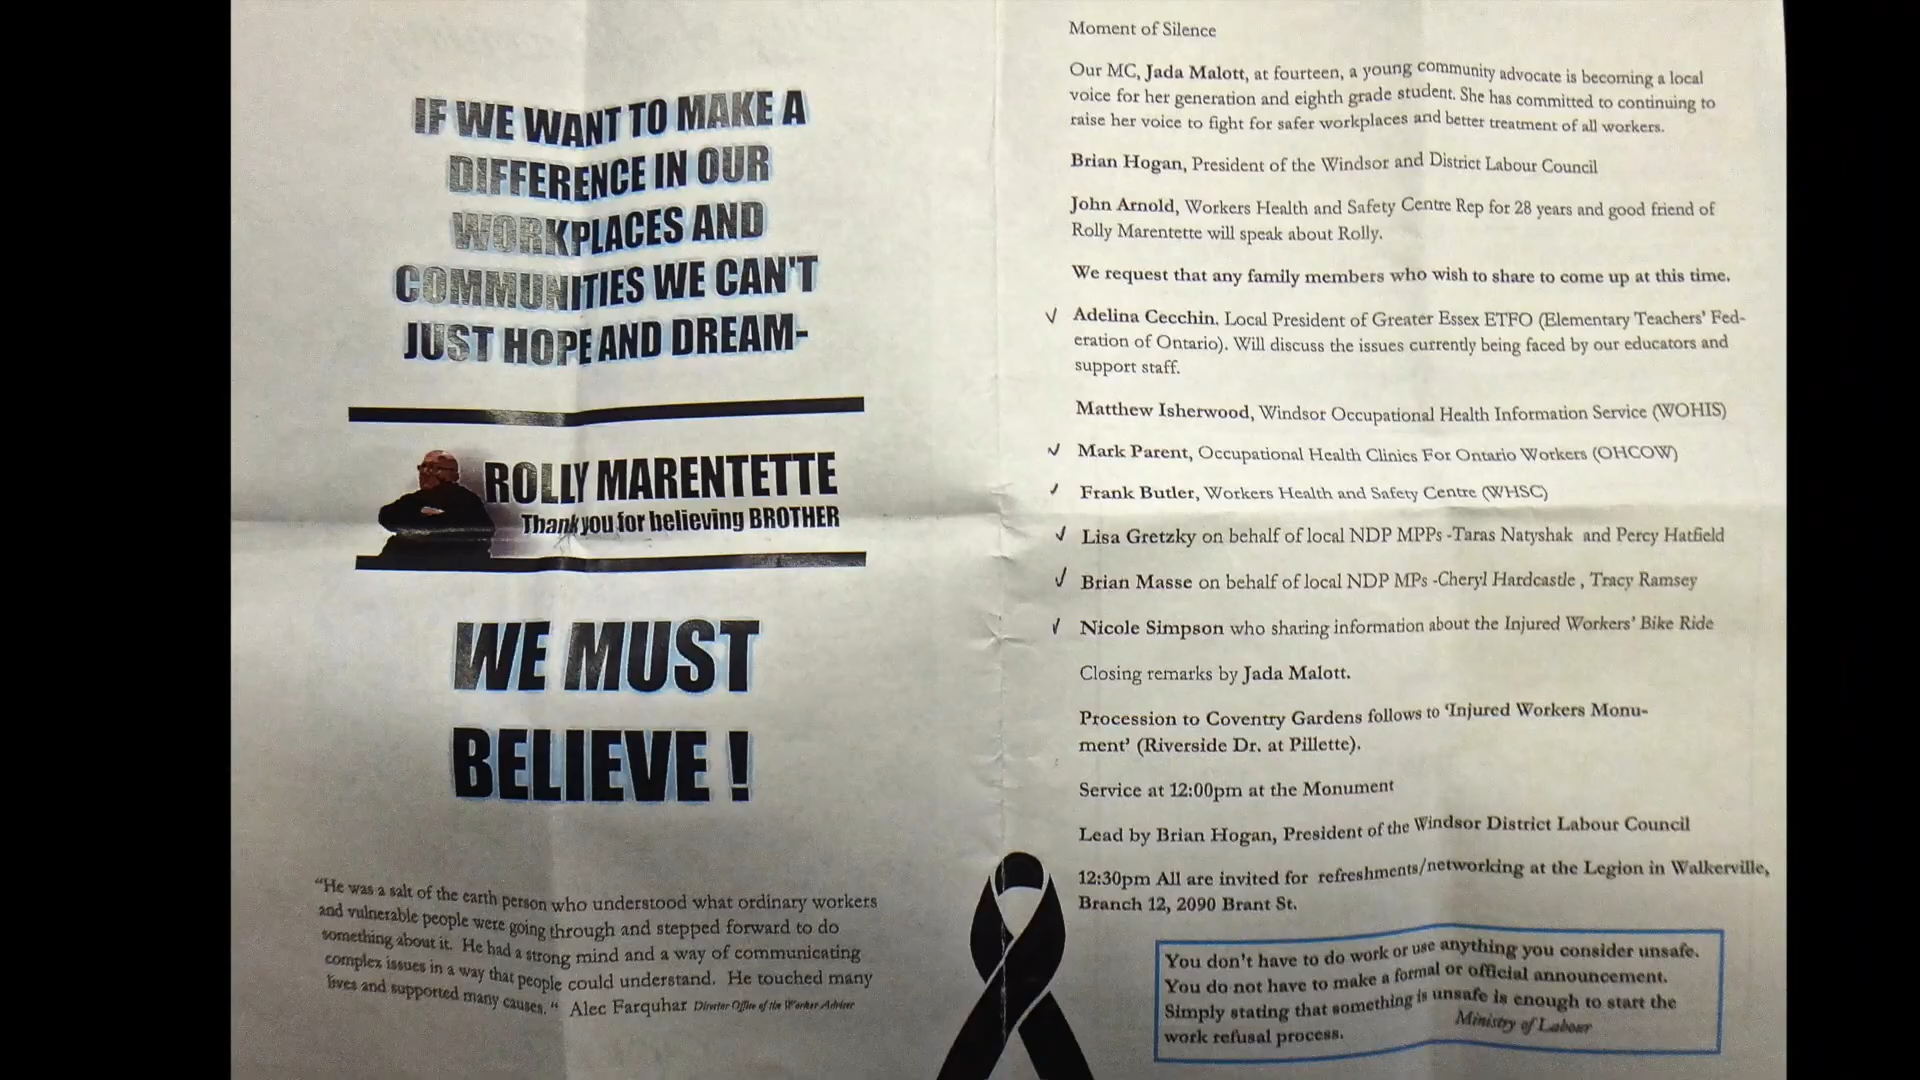 IF WE WANT TO MAKE A
DIFFERENCE IN OUR
WORKPLACES AND
COMMUNITIES WE CAN'T
JUST HOPE AND DREAM-
ROLLY MARENTETTE
Thank you for believing BROTHER
WE MUST
BELIEVE !
"He was a salt of the earth person who understood what ordinary workers
and vulnerable people were going through and stepped forward to do
something about it. He had a strong mind and a way of communicating
complex issues in a way that people could understand. He touched many
lives and supported many causes." Alec Farquhar Director Office of the Worker Adviser
Moment of Silence
Our MC, Jada Malott, at fourteen, a young community advocate is becoming a local
voice for her generation and eighth grade student. She has committed to continuing to
raise her voice to fight for safer workplaces and better treatment of all workers.
Brian Hogan, President of the Windsor and District Labour Council
John Arnold, Workers Health and Safety Centre Rep for 28 years and good friend of
Rolly Marentette will speak about Rolly.
We request that any family members who wish to share to come up at this time.
Adelina Cecchin. Local President of Greater Essex ETFO (Elementary Teachers' Fed-
eration of Ontario). Will discuss the issues currently being faced by our educators and
support staff.
Matthew Isherwood, Windsor Occupational Health Information Service (WOHIS)
Mark Parent, Occupational Health Clinics For Ontario Workers (OHCOW)
Frank Butler, Workers Health and Safety Centre (WHSC)
Lisa Gretzky on behalf of local NDP MPPs -Taras Natyshak and Percy Hatfield
Brian Masse on behalf of local NDP MPs -Cheryl Hardcastle , Tracy Ramsey
Nicole Simpson who sharing information about the Injured Workers' Bike Ride
Closing remarks by Jada Malott.
Procession to Coventry Gardens follows to 'Injured Workers Monu-
ment' (Riverside Dr. at Pillette).
Service at 12:00pm at the Monument
Lead by Brian Hogan, President of the Windsor District Labour Council
12:30pm All are invited for refreshments/networking at the Legion in Walkerville,
Branch 12, 2090 Brant St.
You don't have to do work or use anything you consider unsafe.
You do not have to make a formal or official announcement.
Simply stating that something is unsafe is enough to start the
work refusal process.
Ministry of Labour